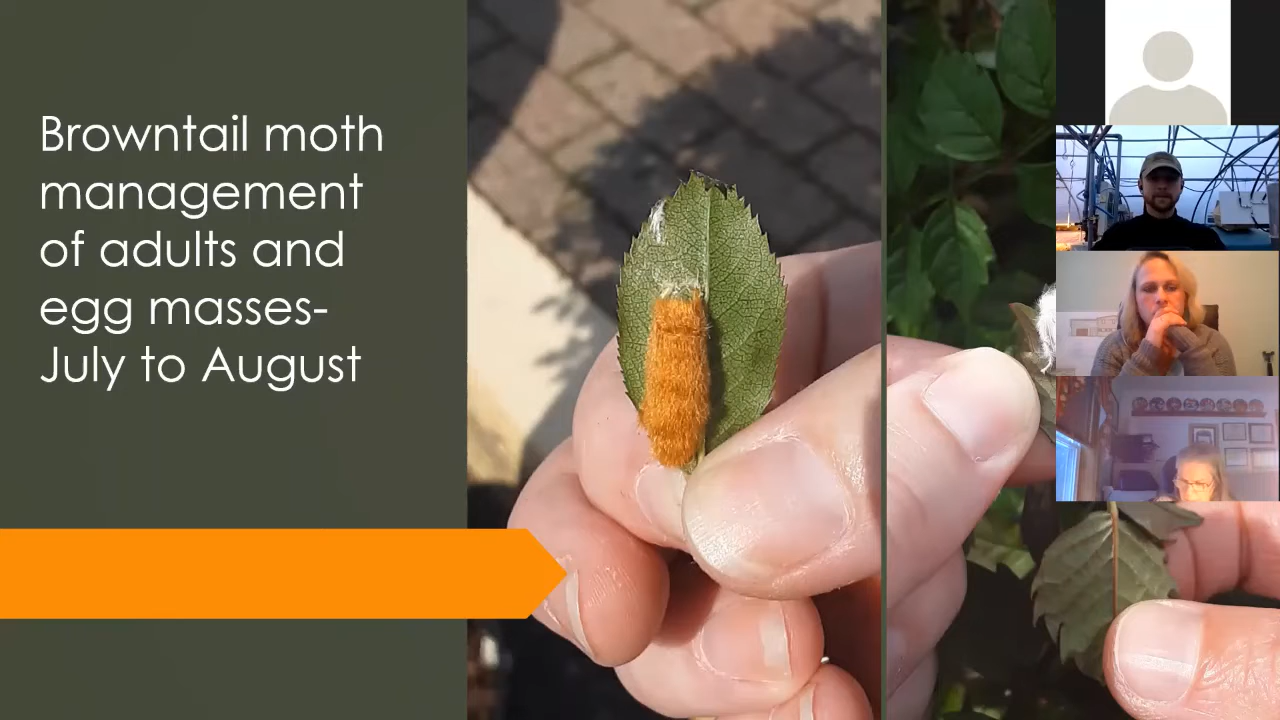 Browntail moth
management
of adults and
egg masses-
July to August